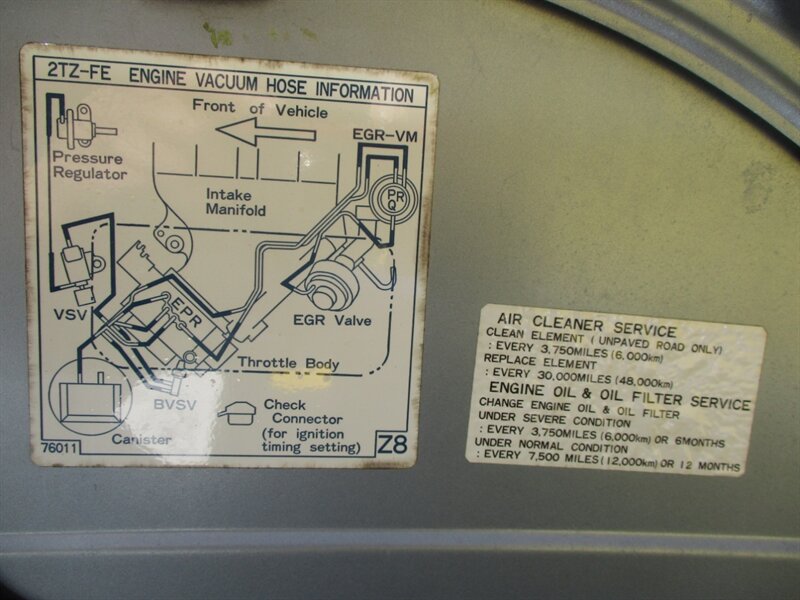 2TZ-FE ENGINE VACUUM HOSE INFORMATION
Front of Vehicle
EGR-VM
Pressure
Regulator
Intake
Manifold
PR
Q
VSV
EPR
EGR Valve
Throttle Body
BVSV
Check
Connector
(for ignition
timing setting)
Canister
76011
Z8
AIR CLEANER SERVICE
CLEAN ELEMENT ( UNPAVED ROAD ONLY)
: EVERY 3,750MILES (6,000km)
REPLACE ELEMENT
: EVERY 30,000MILES (48,000km)
ENGINE OIL & OIL FILTER SERVICE
CHANGE ENGINE OIL & OIL FILTER
UNDER SEVERE CONDITION
: EVERY 3,750MILES (6,000km) OR 6MONTHS
UNDER NORMAL CONDITION
: EVERY 7,500 MILES (12,000km) OR 12 MONTHS